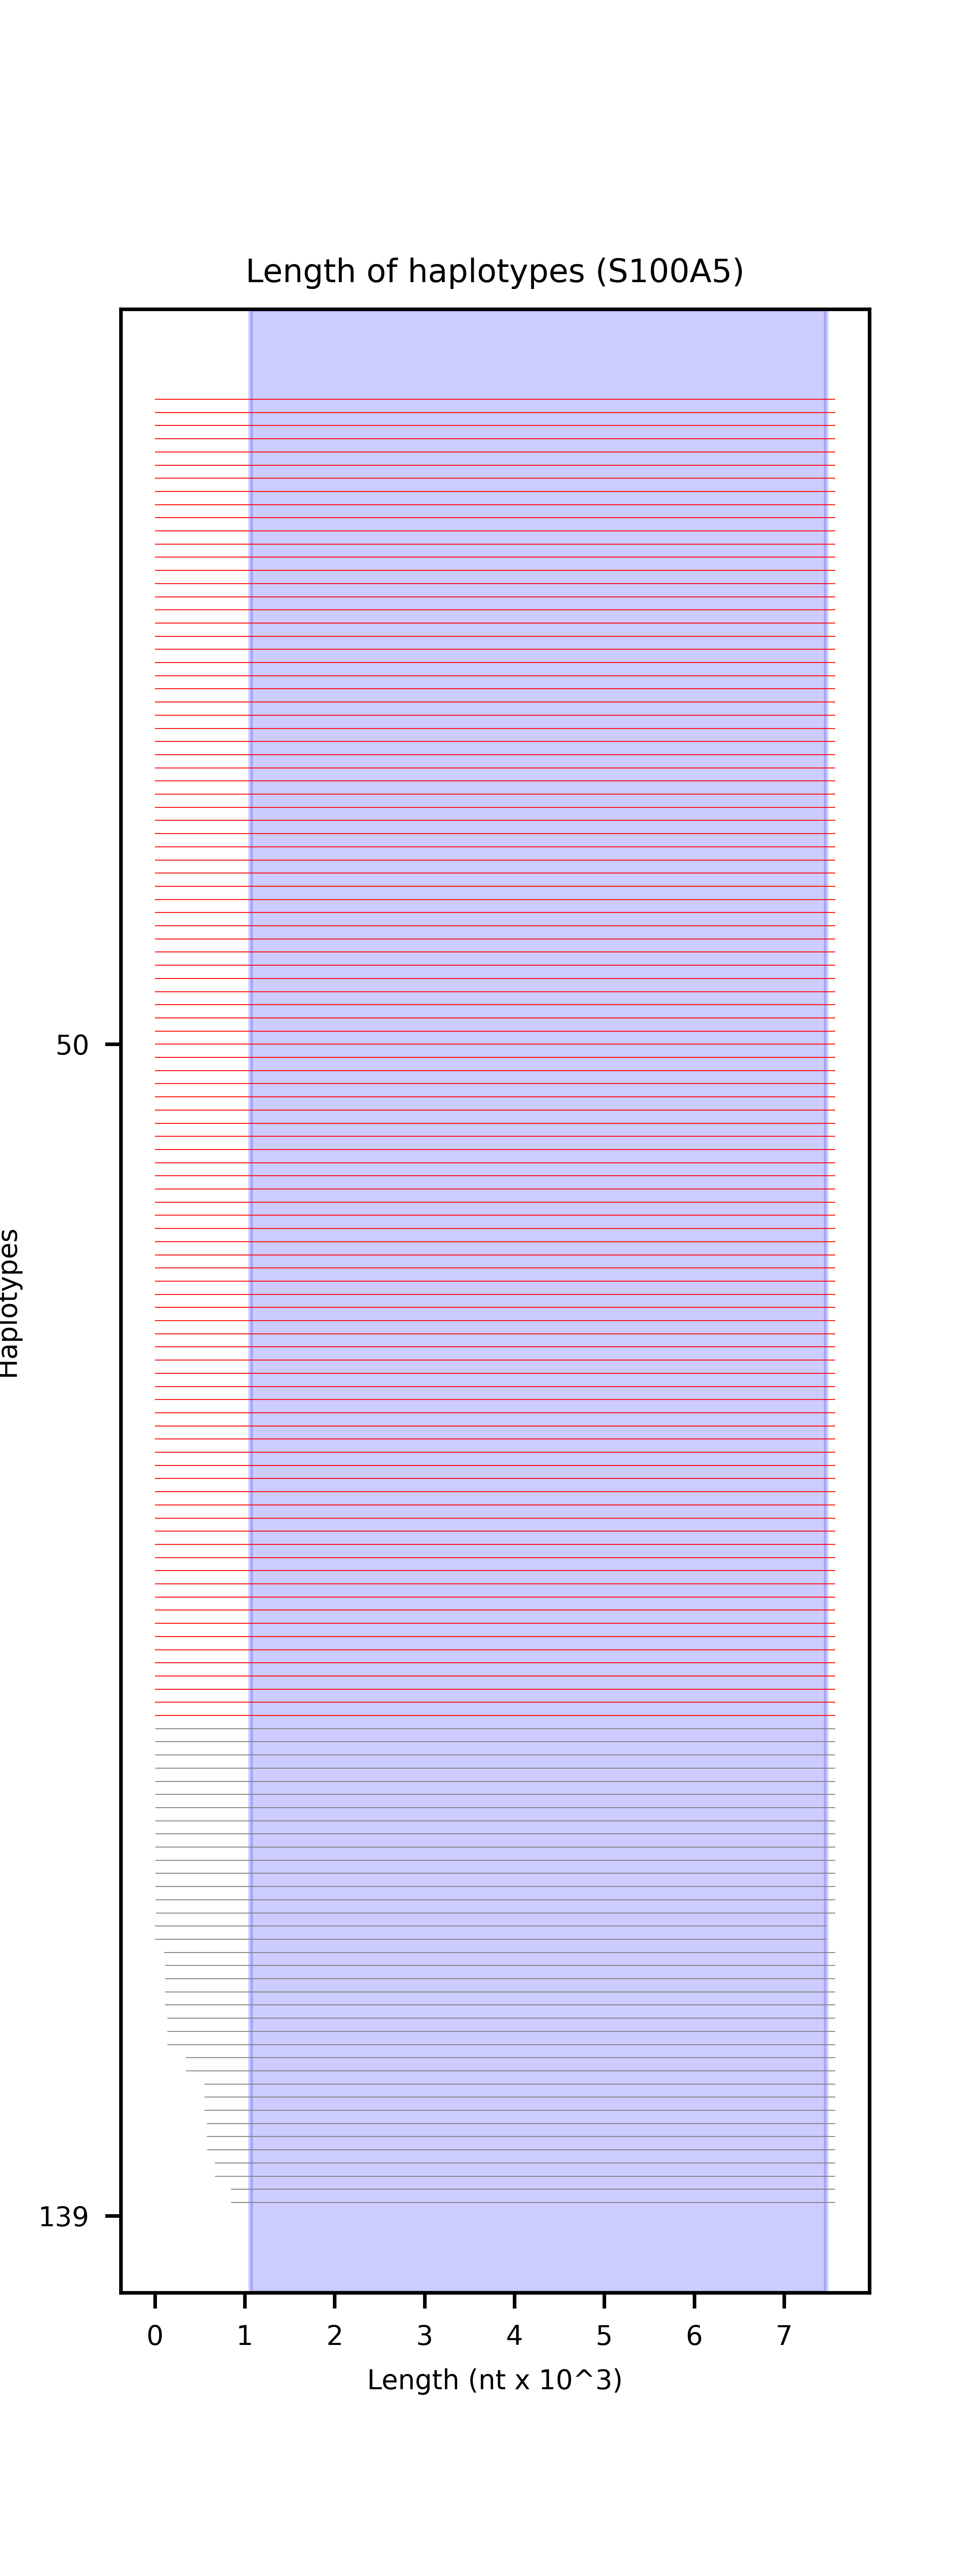 Length of haplotypes (S100A5)
50
Haplotypes
139
0 1 2 3 4 5 6 7
Length (nt x 10^3)